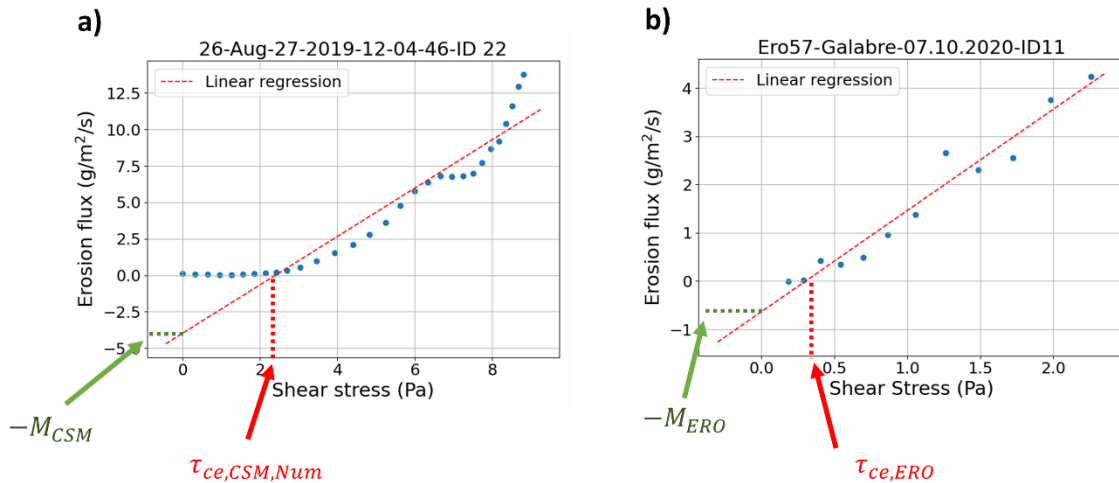 a)
26-Aug-27-2019-12-04-46-ID 22
Linear regression
Erosion flux (g/m²/s)
12.5
10.0
7.5
5.0
2.5
0.0
−2.5
−5
0 2 4 6 8
Shear stress (Pa)
−M_CSM
τ_ce,CSM,Num
b)
Ero57-Galabre-07.10.2020-ID11
Linear regression
Erosion flux (g/m²/s)
4
3
2
1
0
−1
0.0 0.5 1.0 1.5 2.0
Shear Stress (Pa)
−M_ERO
τ_ce,ERO